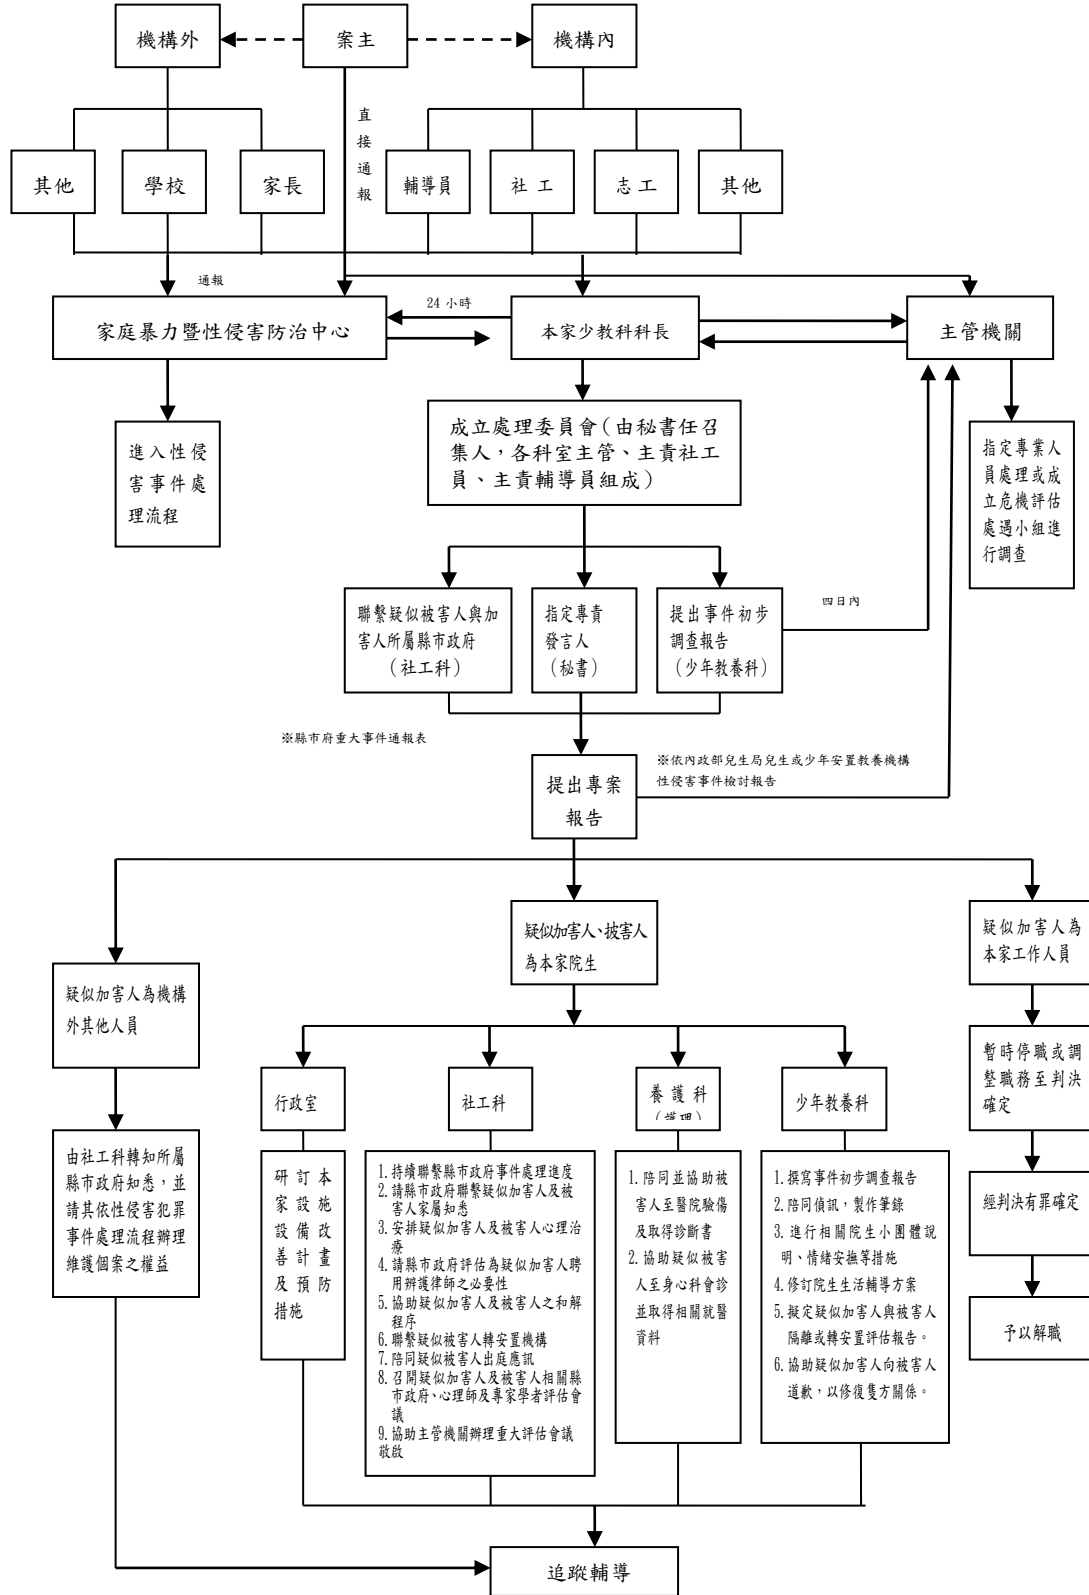 機構外
案主
機構內
直
接
通
報
其他
學校
家長
輔導員
社工
志工
其他
通報
24 小時
家庭暴力暨性侵害防治中心
本家少教科科長
主管機關
進入性侵
害事件處
理流程
成立處理委員會(由秘書任召
集人，各科室主管、主責社工
員、主責輔導員組成)
指定專業人
員處理或成
立危機評估
處遇小組進
行調查
聯繫疑似被害人與加
害人所屬縣市政府
(社工科)
指定專責
發言人
(秘書)
提出事件初步
調查報告
(少年教養科)
四日內
※縣市府重大事件通報表
※依內政部兒生局兒生或少年安置教養機構
性侵害事件檢討報告
提出專案
報告
疑似加害人為機構
外其他人員
疑似加害人、披害人
為本家院生
疑似加害人為
本家工作人員
行政室
社工科
養護科
(護理)
少年教養科
暫時停職或調
整職務至判決
確定
由社工科轉知所屬
縣市政府知悉，並
請其依性侵害犯罪
事件處理流程辦理
維護個案之權益
研訂本
家設施
設備改
善計畫
及預防
措施
1.持續聯繫縣市政府事件處理進度
2.請縣市政府聯繫疑似加害人及被
害人家屬知悉
3.安排疑似加害人及被害人心理治
療
4.請縣市政府評估為疑似加害人聘
用辨護律師之必要性
5.協助疑似加害人及被害人之和解
程序
6.聯繫疑似被害人轉安置機構
7.陪同疑似被害人出庭應訊
8.召開疑似加害人及被害人相關縣
市政府、心理師及專家學者評估會
議
9.協助主管機關辦理重大評估會議
敬啟
1.陪同並協助被
害人至醫院驗傷
及取得診斷書
2.協助疑似被害
人至身心科會診
並取得相關就醫
資料
1.撰寫事件初步調查報告
2.陪同偵訊，製作筆錄
3.進行相關院生小團體說
明、情緒安撫等措施
4.修訂院生生活輔導方案
5.擬定疑似加害人與被害人
隔離或轉安置評估報告。
6.協助疑似加害人向被害人
道歉，以修復隻方關係。
經判決有罪確定
予以解職
追蹤輔導